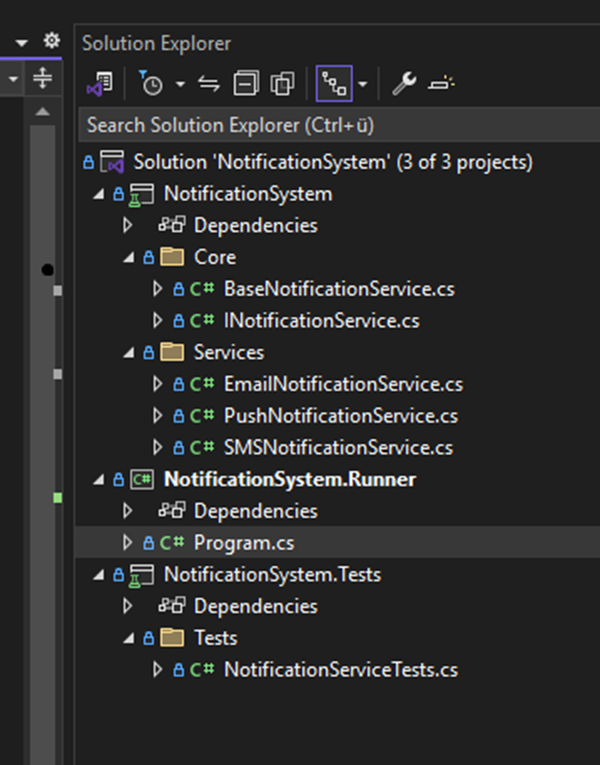 Solution Explorer
Search Solution Explorer (Ctrl+ü)
Solution 'NotificationSystem' (3 of 3 projects)
NotificationSystem
Dependencies
Core
C# BaseNotificationService.cs
C# INotificationService.cs
Services
C# EmailNotificationService.cs
C# PushNotificationService.cs
C# SMSNotificationService.cs
C# NotificationSystem.Runner
Dependencies
C# Program.cs
NotificationSystem.Tests
Dependencies
Tests
C# NotificationServiceTests.cs